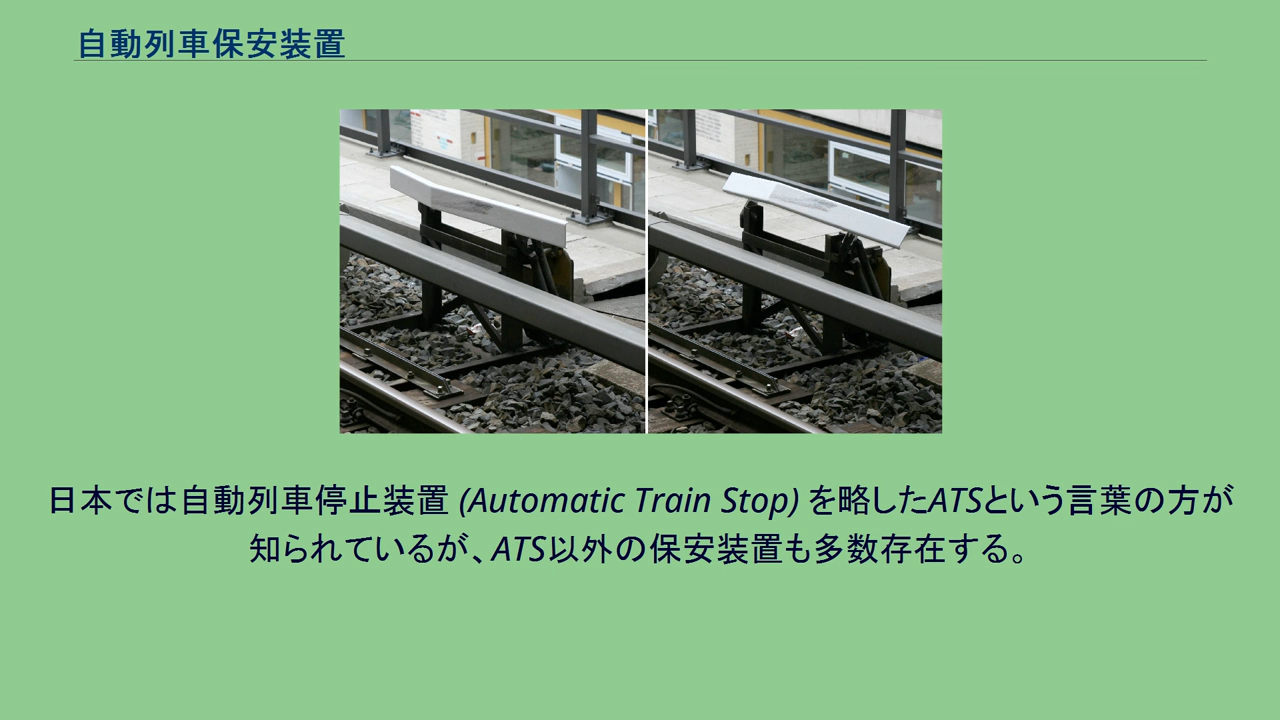 自動列車保安装置
日本では自動列車停止装置 (Automatic Train Stop) を略したATSという言葉の方が
知られているが、ATS以外の保安装置も多数存在する。